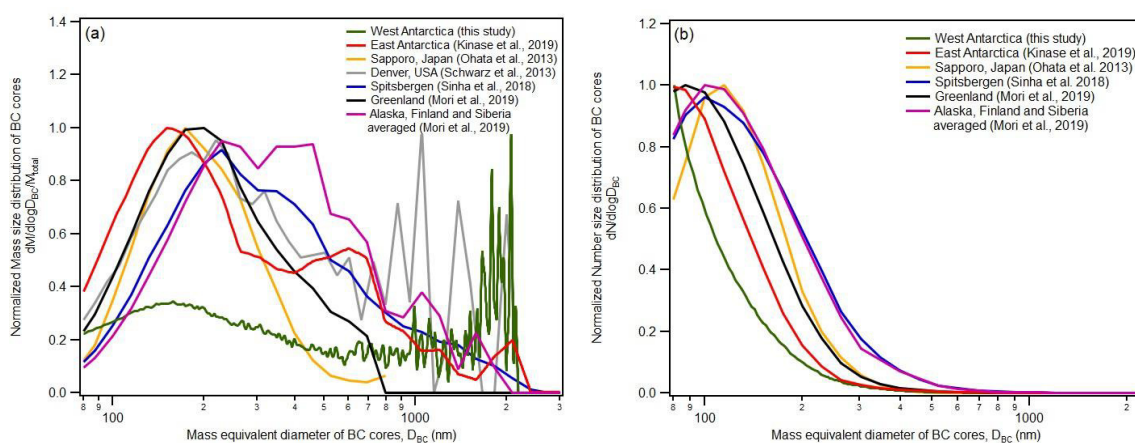 (a)
West Antarctica (this study)
East Antarctica (Kinase et al., 2019)
Sapporo, Japan (Ohata et al., 2013)
Denver, USA (Schwarz et al., 2013)
Spitsbergen (Sinha et al., 2018)
Greenland (Mori et al., 2019)
Alaska, Finland and Siberia
averaged (Mori et al., 2019)
Normalized Mass size distribution of BC cores
dM/dlogD_BC/M_total
1.4
1.2
1.0
0.8
0.6
0.4
0.2
0.0
8 9 100 2 3 4 5 6 7 8 9 1000 2 3
Mass equivalent diameter of BC cores, D_BC (nm)
(b)
West Antarctica (this study)
East Antarctica (Kinase et al., 2019)
Sapporo, Japan (Ohata et al. 2013)
Spitsbergen (Sinha et al. 2018)
Greenland (Mori et al., 2019)
Alaska, Finland and Siberia
averaged (Mori et al., 2019)
Normalized Number size distribution of BC cores
dN/dlogD_BC
1.2
1.0
0.8
0.6
0.4
0.2
0.0
8 9 100 2 3 4 5 6 7 8 9 1000 2
Mass equivalent diameter of BC cores, D_BC (nm)